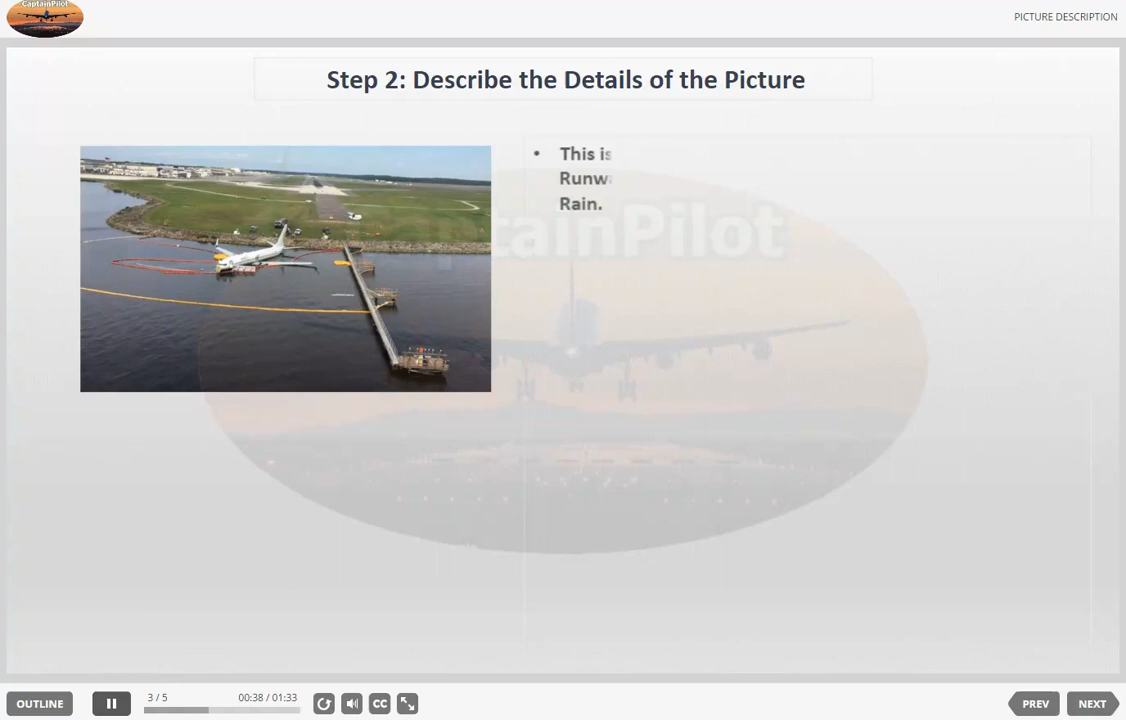 CaptainPilot
PICTURE DESCRIPTION
Step 2: Describe the Details of the Picture
• This is
Runwa
Rain.
CaptainPilot
OUTLINE
3 / 5
00:38 / 01:33
CC
PREV
NEXT